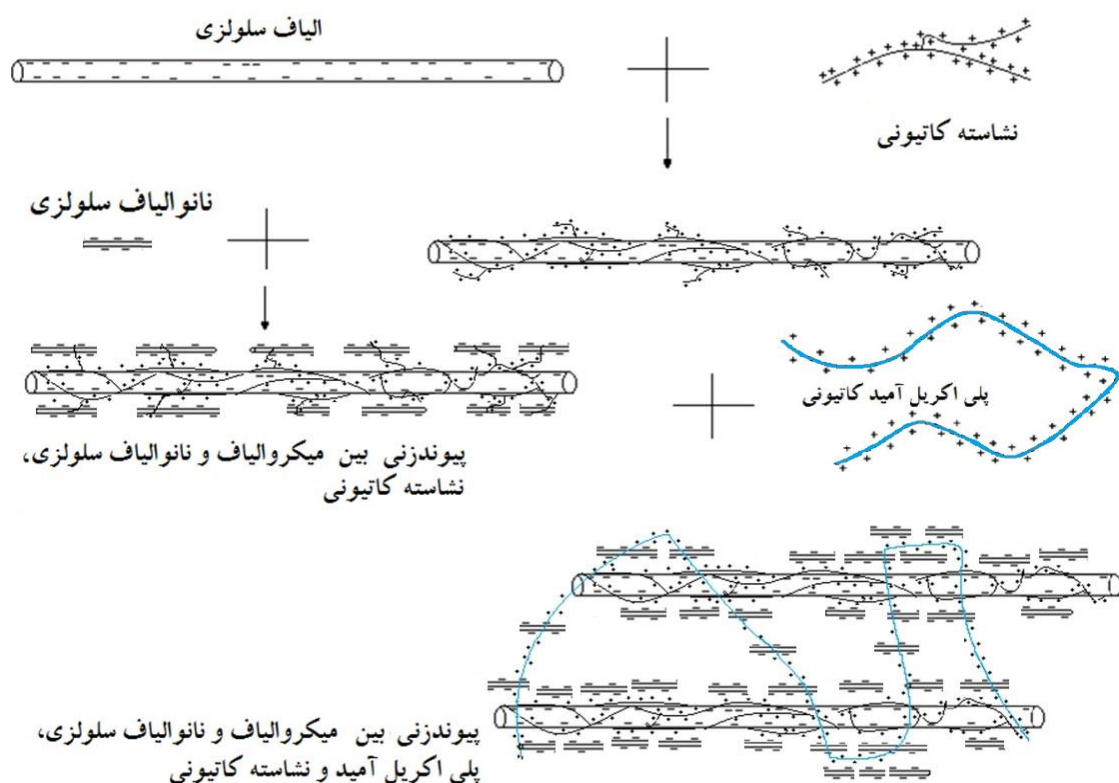 الیاف سلولزی
نشاسته کاتیونی
نانوالیاف سلولزی
پلی اکریل آمید کاتیونی
پیوندزنی بین میکروالیاف و نانوالیاف سلولزی،
نشاسته کاتیونی
پیوندزنی بین میکروالیاف و نانوالیاف سلولزی،
پلی اکریل آمید و نشاسته کاتیونی